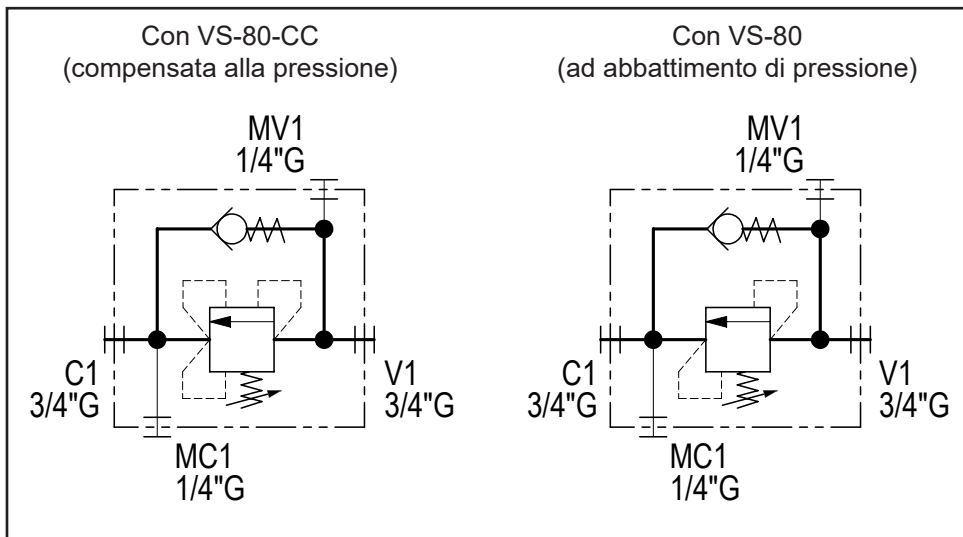 Con VS-80-CC
(compensata alla pressione)
MV1
1/4"G
C1
3/4"G
V1
3/4"G
MC1
1/4"G
Con VS-80
(ad abbattimento di pressione)
MV1
1/4"G
C1
3/4"G
V1
3/4"G
MC1
1/4"G